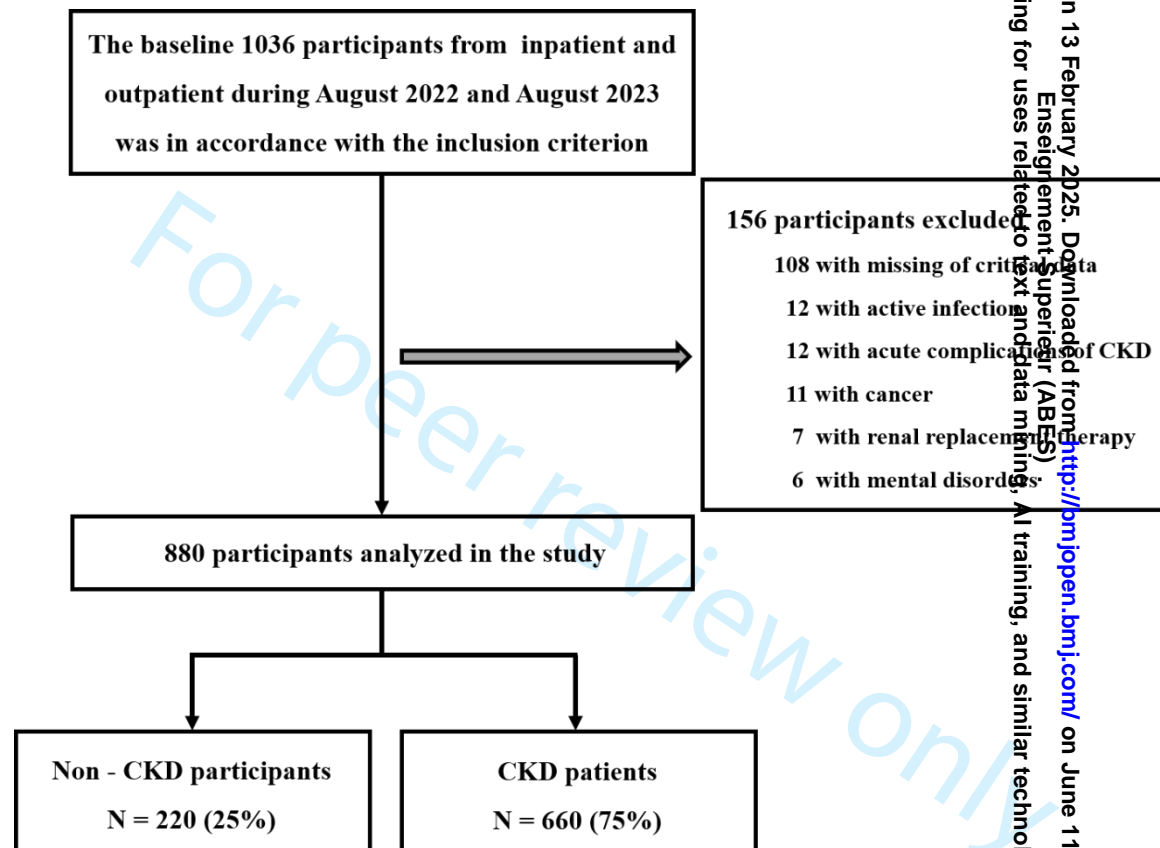 The baseline 1036 participants from inpatient and
outpatient during August 2022 and August 2023
was in accordance with the inclusion criterion
156 participants excluded
108 with missing of critical data
12 with active infection
12 with acute complications of CKD
11 with cancer
7 with renal replacement therapy
6 with mental disorders
880 participants analyzed in the study
Non - CKD participants
N = 220 (25%)
CKD patients
N = 660 (75%)
For peer review only
n 13 February 2025. Downloaded from http://bmjopen.bmj.com/ on June 11
Enseignement Superieur (ABES) .
ing for uses related to text and data mining, AI training, and similar technol